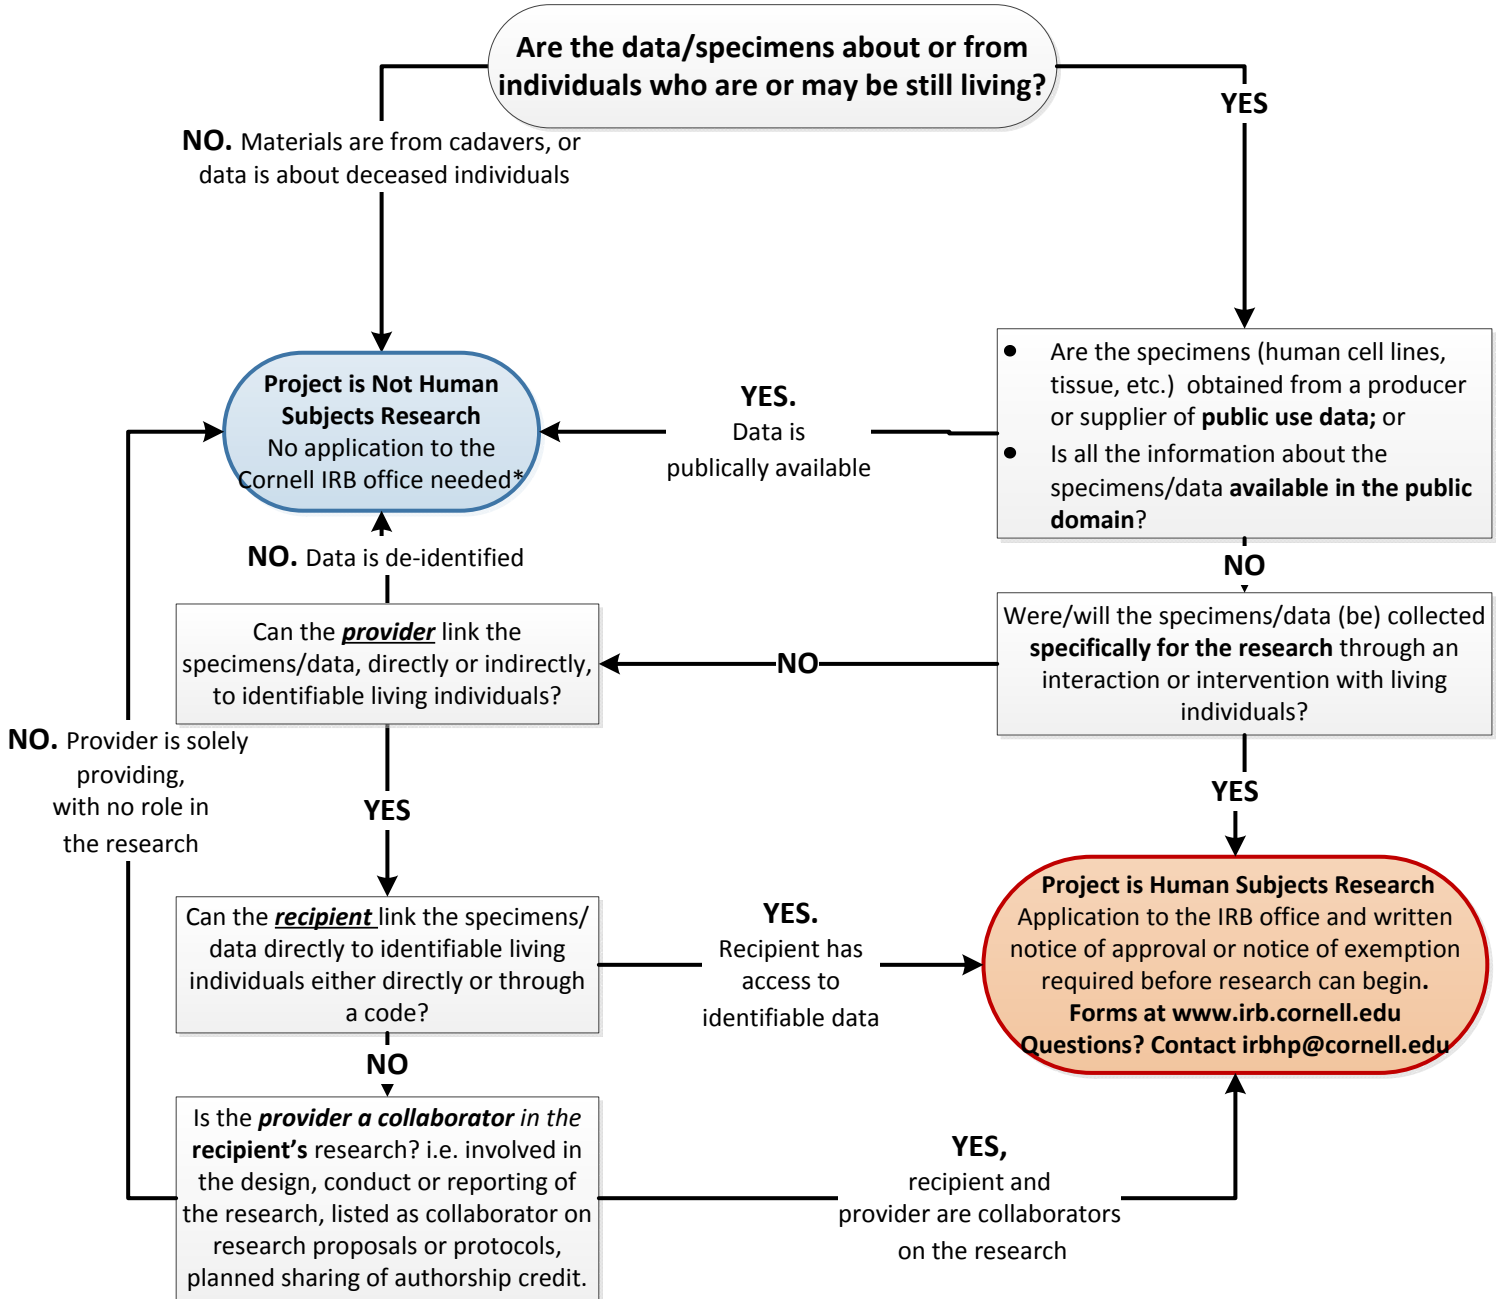 Are the data/specimens about or from
individuals who are or may be still living?
YES
NO. Materials are from cadavers, or
data is about deceased individuals
Project is Not Human
Subjects Research
No application to the
Cornell IRB office needed*
YES.
Data is
publically available
● Are the specimens (human cell lines,
tissue, etc.) obtained from a producer
or supplier of public use data; or
● Is all the information about the
specimens/data available in the public
domain?
NO. Data is de-identified
NO
Can the provider link the
specimens/data, directly or indirectly,
to identifiable living individuals?
NO
Were/will the specimens/data (be) collected
specifically for the research through an
interaction or intervention with living
individuals?
NO. Provider is solely
providing,
with no role in
the research
YES
YES
Can the recipient link the specimens/
data directly to identifiable living
individuals either directly or through
a code?
YES.
Recipient has
access to
identifiable data
Project is Human Subjects Research
Application to the IRB office and written
notice of approval or notice of exemption
required before research can begin.
Forms at www.irb.cornell.edu
Questions? Contact irbhp@cornell.edu
NO
Is the provider a collaborator in the
recipient's research? i.e. involved in
the design, conduct or reporting of
the research, listed as collaborator on
research proposals or protocols,
planned sharing of authorship credit.
YES,
recipient and
provider are collaborators
on the research